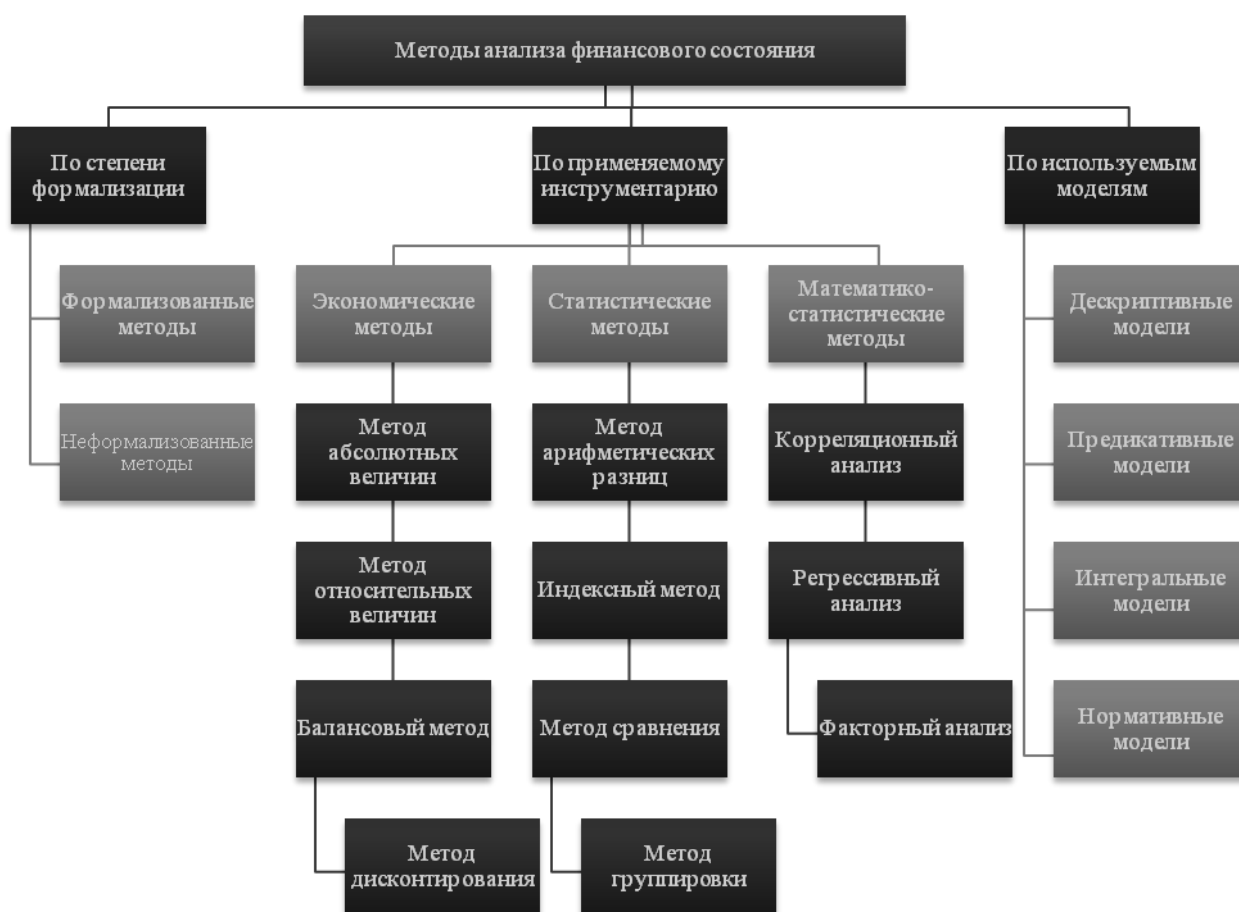 Методы анализа финансового состояния
По степени
формализации
По применяемому
инструментарию
По используемым
моделям
Формализованные
методы
Неформализованные
методы
Экономические
методы
Статистические
методы
Математико-
статистические
методы
Метод
абсолютных
величин
Метод
арифметических
разниц
Корреляционный
анализ
Метод
относительных
величин
Индексный метод
Регрессивный
анализ
Балансовый метод
Метод сравнения
Факторный анализ
Метод
дисконтирования
Метод
группировки
Дескриптивные
модели
Предикативные
модели
Интегральные
модели
Нормативные
модели